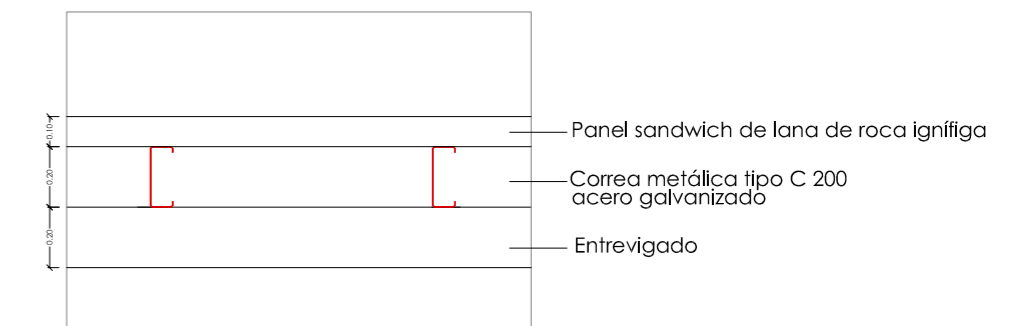 0.10
Panel sandwich de lana de roca ignífiga
0.20
Correa metálica tipo C 200
acero galvanizado
0.20
Entrevigado